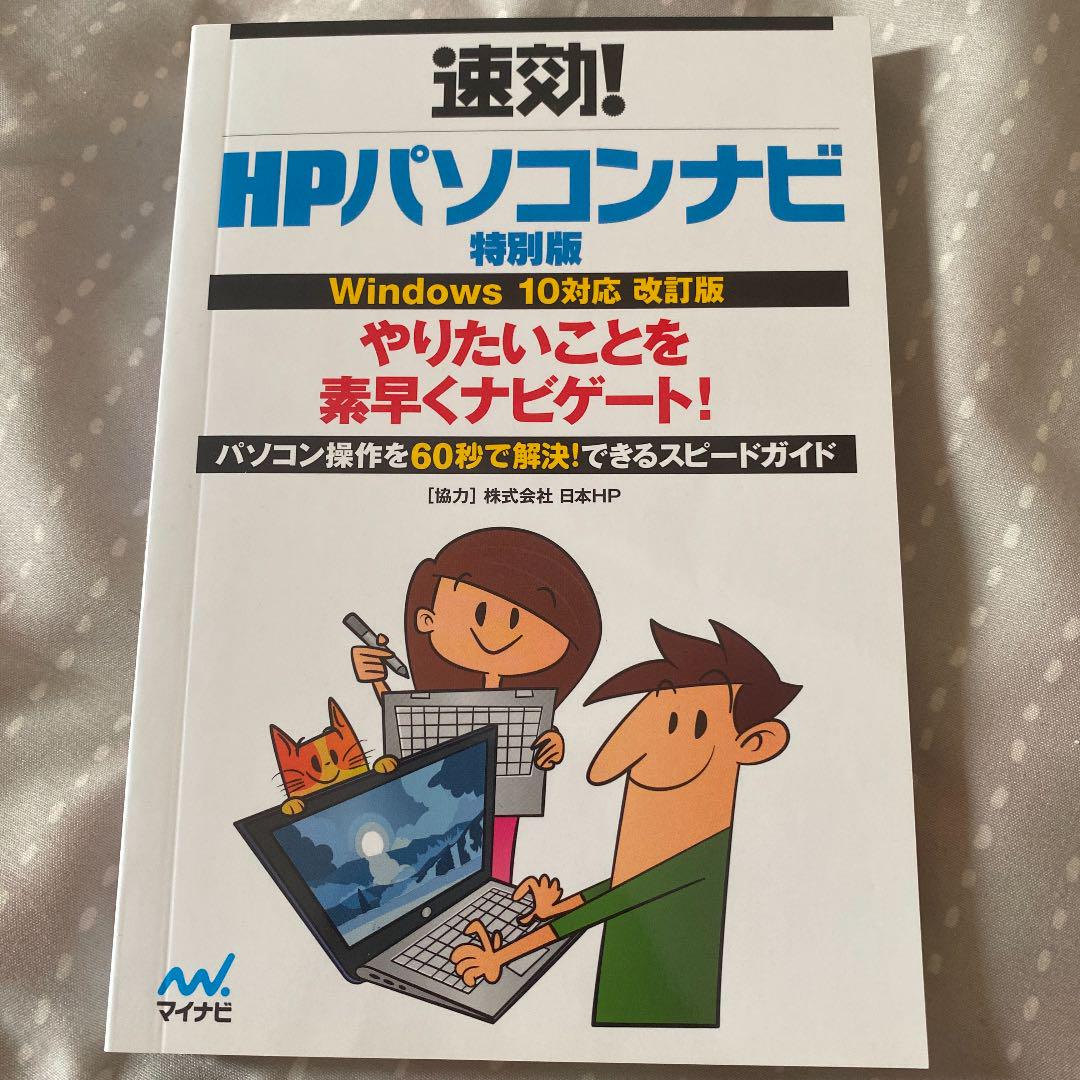 速効!
HPパソコンナビ
特別版
Windows 10対応 改訂版
やりたいことを
素早くナビゲート!
パソコン操作を60秒で解決!できるスピードガイド
[協力] 株式会社 日本HP
マイナビ